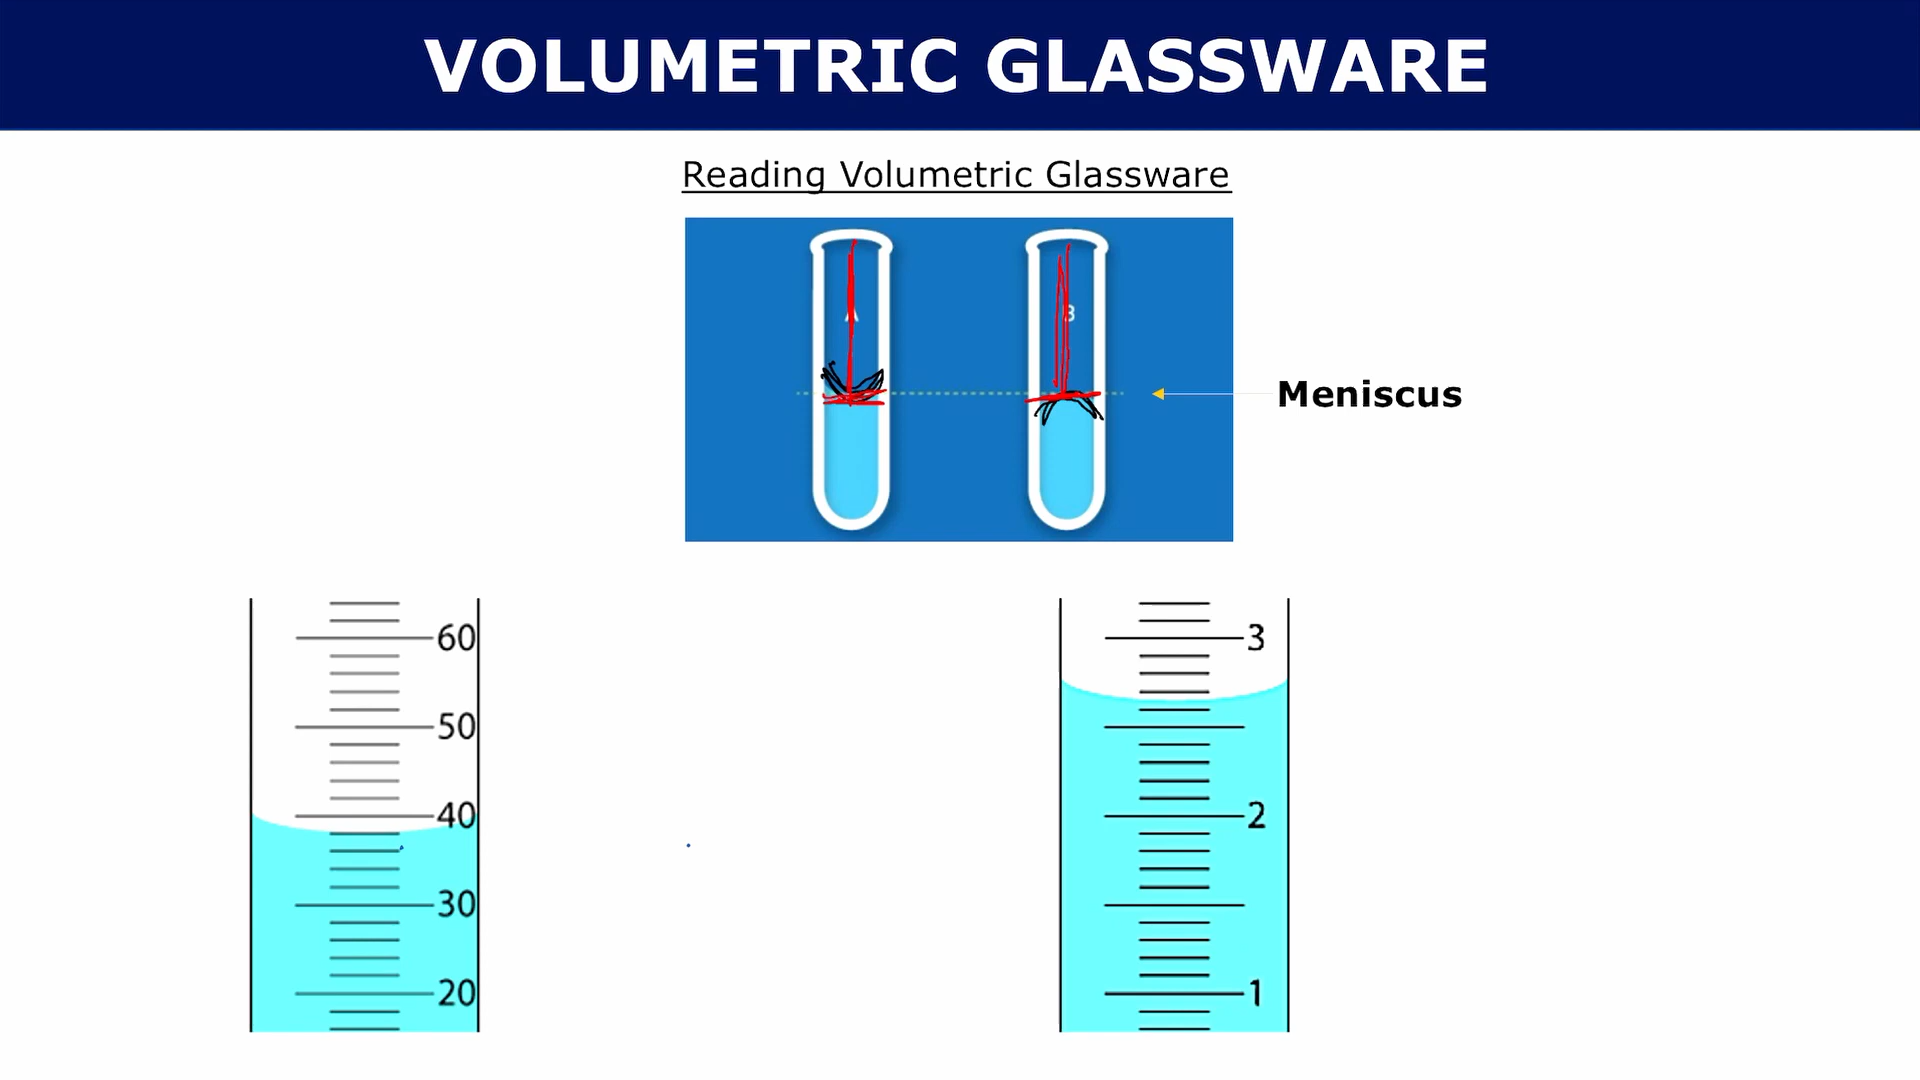 VOLUMETRIC GLASSWARE
Reading Volumetric Glassware
A
B
Meniscus
60
50
40
30
20
3
2
1